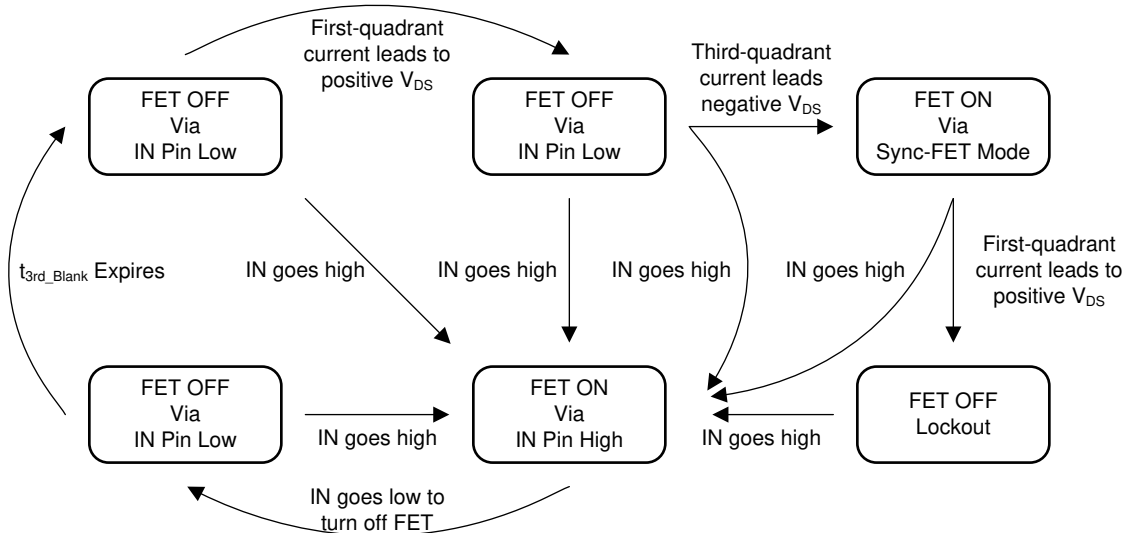 First-quadrant
current leads to
positive VDS
Third-quadrant
current leads
negative VDS
FET OFF
Via
IN Pin Low
FET OFF
Via
IN Pin Low
FET ON
Via
Sync-FET Mode
t3rd_Blank Expires
IN goes high
IN goes high
IN goes high
IN goes high
First-quadrant
current leads to
positive VDS
FET OFF
Via
IN Pin Low
IN goes high
FET ON
Via
IN Pin High
IN goes high
FET OFF
Lockout
IN goes low to
turn off FET